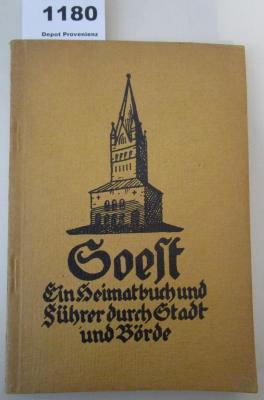 1180
Depot Provenienz
Soest
Ein Heimatbuch und
Führer durch Stadt
und Börde